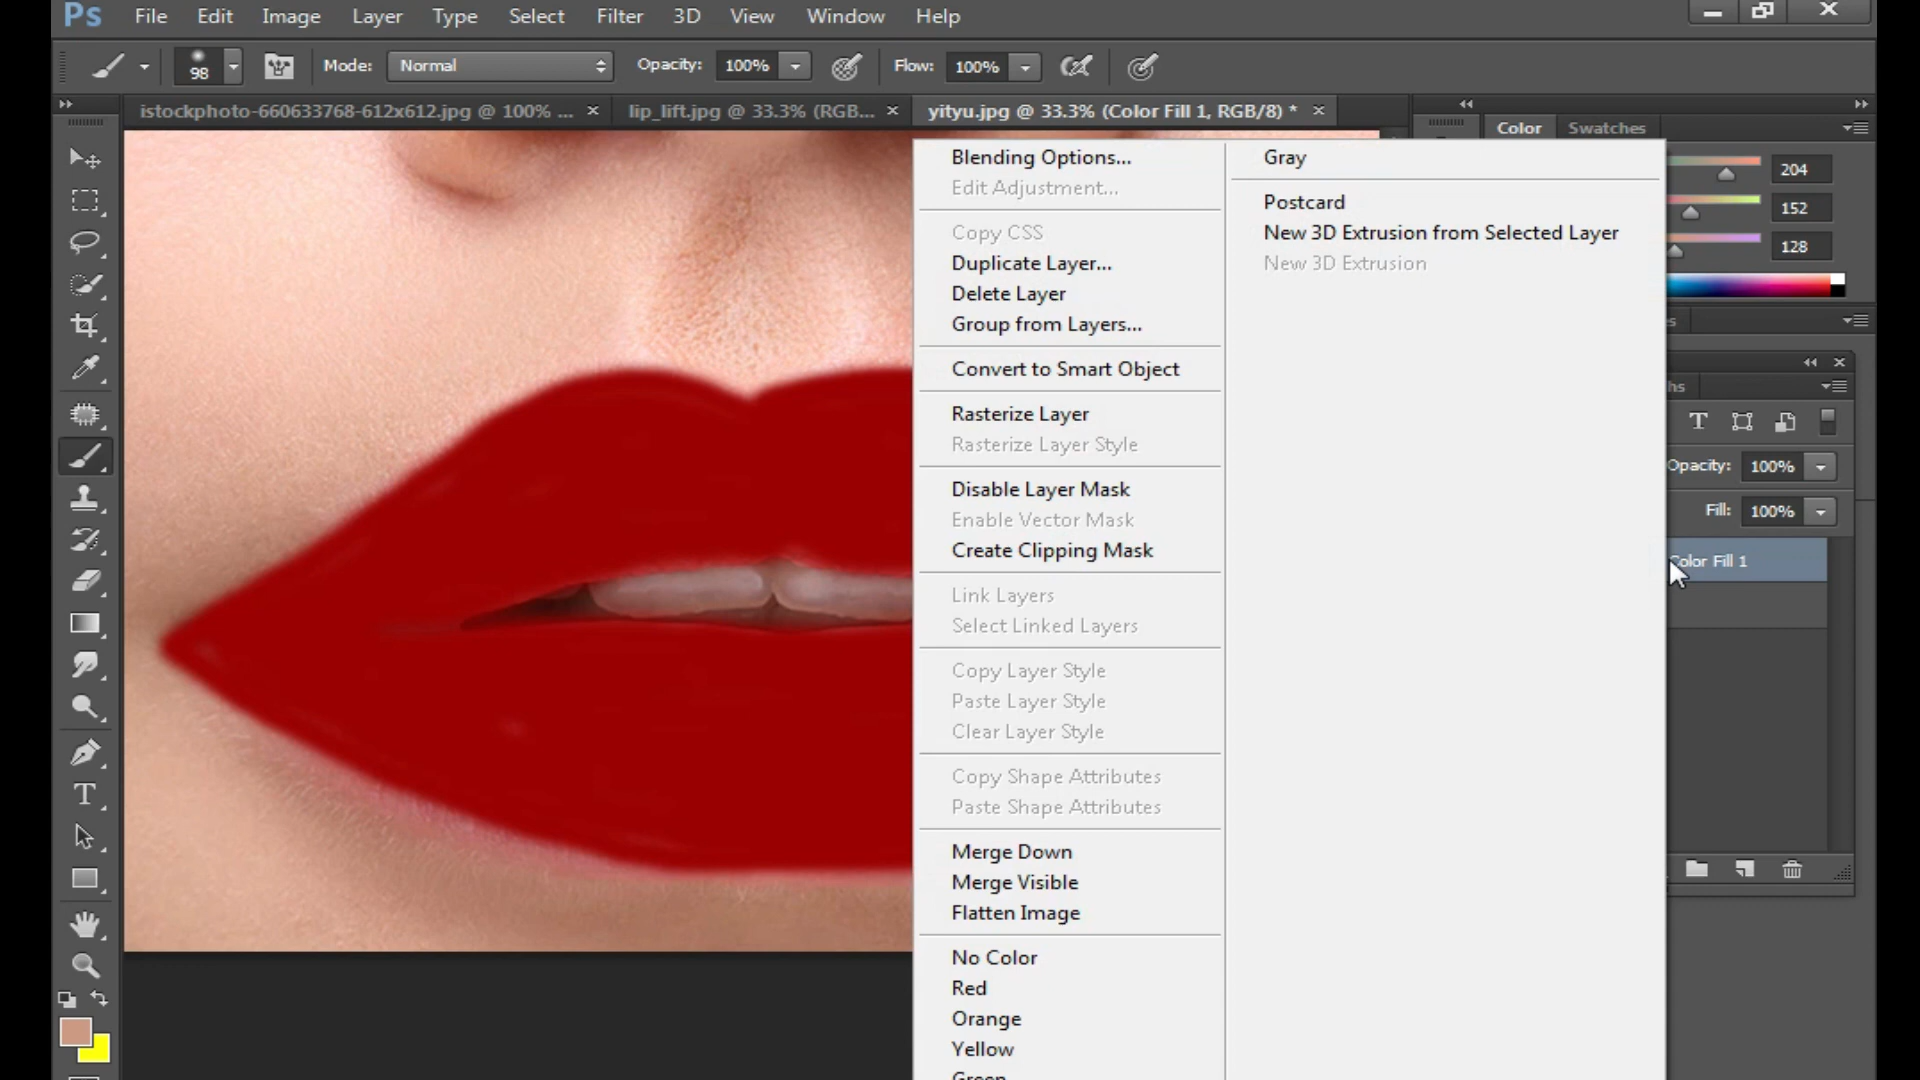 Ps File Edit Image Layer Type Select Filter 3D View Window Help
98 Mode: Normal Opacity: 100% Flow: 100%
istockphoto-660633768-612x612.jpg @ 100% ... × lip_lift.jpg @ 33.3% (RGB... × yityu.jpg @ 33.3% (Color Fill 1, RGB/8) * ×
Color Swatches
204
152
128
Opacity: 100%
Fill: 100%
Color Fill 1
Blending Options...
Edit Adjustment...
Copy CSS
Duplicate Layer...
Delete Layer
Group from Layers...
Convert to Smart Object
Rasterize Layer
Rasterize Layer Style
Disable Layer Mask
Enable Vector Mask
Create Clipping Mask
Link Layers
Select Linked Layers
Copy Layer Style
Paste Layer Style
Clear Layer Style
Copy Shape Attributes
Paste Shape Attributes
Merge Down
Merge Visible
Flatten Image
No Color
Red
Orange
Yellow
Green
Gray
Postcard
New 3D Extrusion from Selected Layer
New 3D Extrusion